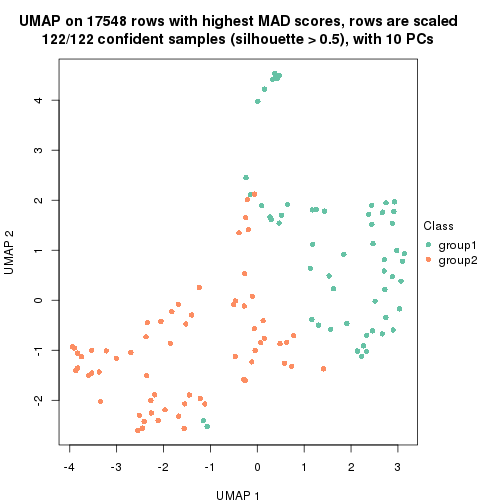 UMAP on 17548 rows with highest MAD scores, rows are scaled
122/122 confident samples (silhouette > 0.5), with 10 PCs
4
3
2
1
0
-1
-2
UMAP 2
-4 -3 -2 -1 0 1 2 3
UMAP 1
Class
group1
group2